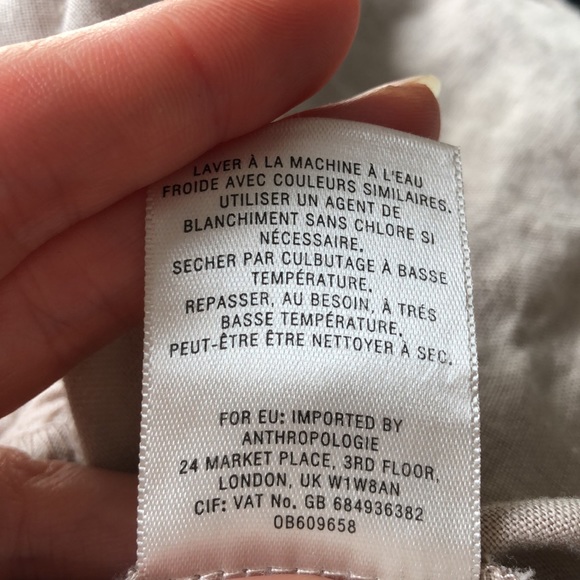 LAVER À LA MACHINE À L'EAU
FROIDE AVEC COULEURS SIMILAIRES.
UTILISER UN AGENT DE
BLANCHIMENT SANS CHLORE SI
NÉCESSAIRE.
SECHER PAR CULBUTAGE À BASSE
TEMPÉRATURE.
REPASSER, AU BESOIN, À TRÉS
BASSE TEMPÉRATURE.
PEUT-ÊTRE ÊTRE NETTOYER À SEC.
FOR EU: IMPORTED BY
ANTHROPOLOGIE
24 MARKET PLACE, 3RD FLOOR,
LONDON, UK W1W8AN
CIF: VAT No. GB 684936382
0B609658